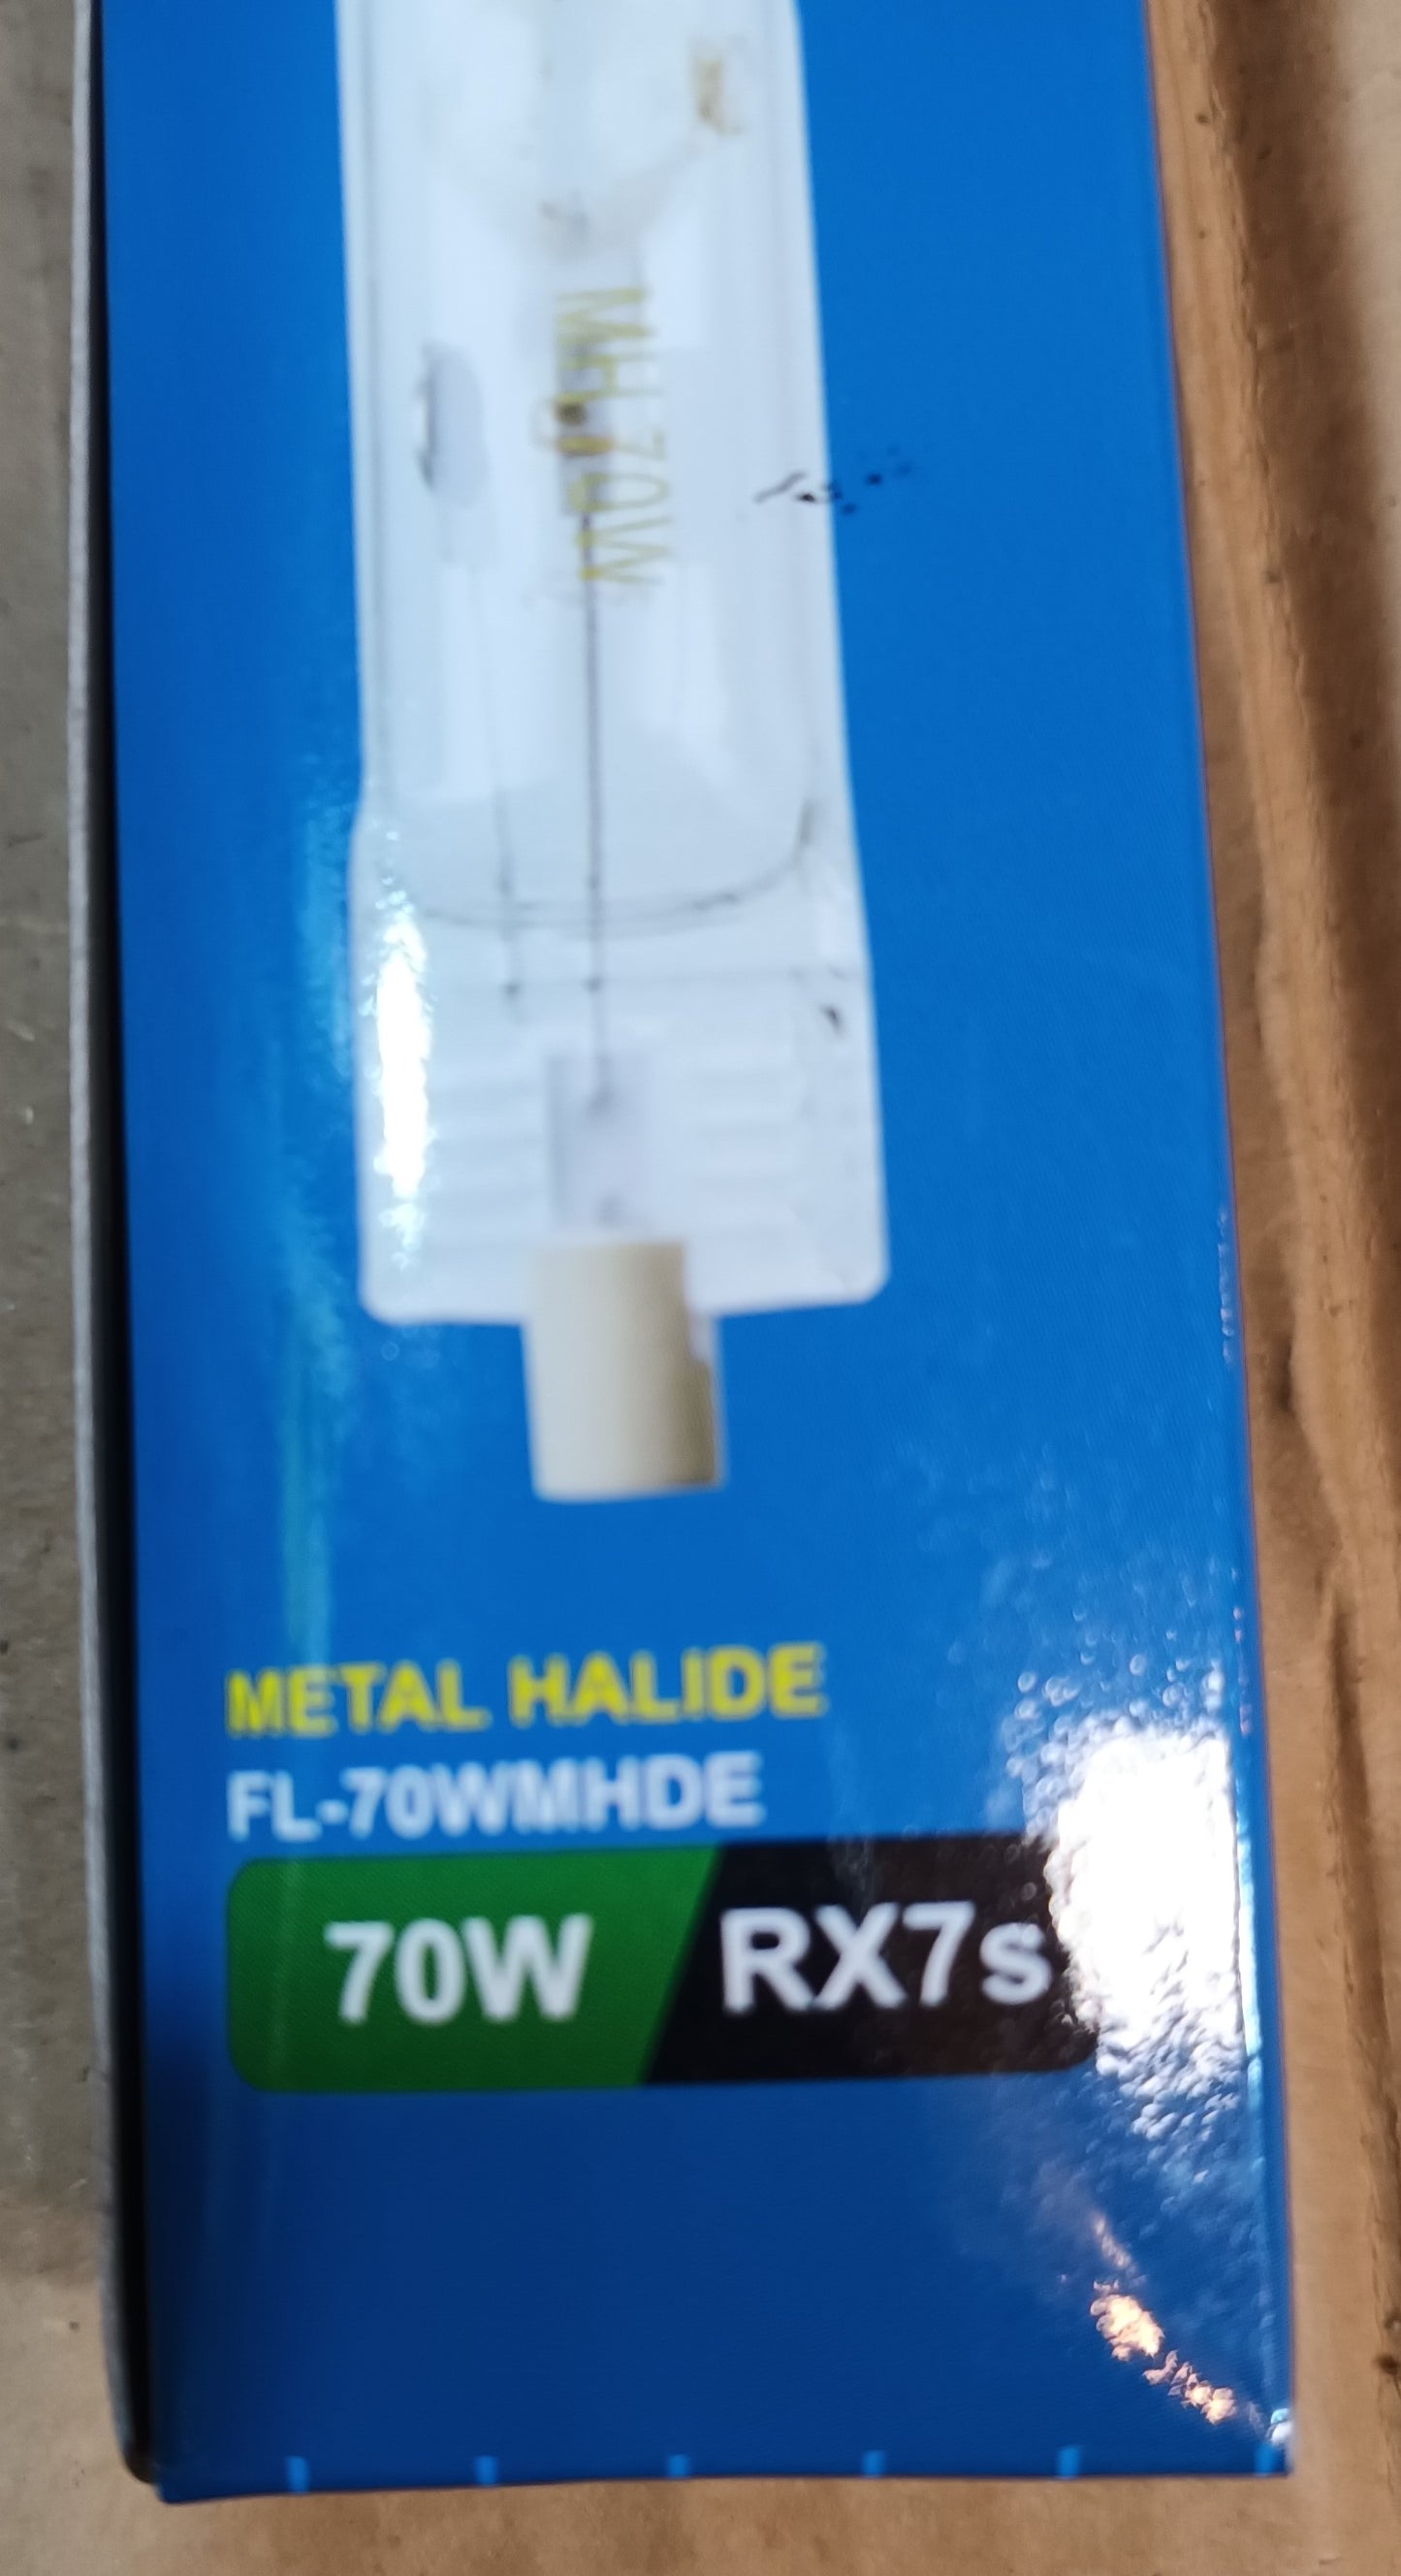 MH 70W
METAL HALIDE
FL-70WMHDE
70W RX7s